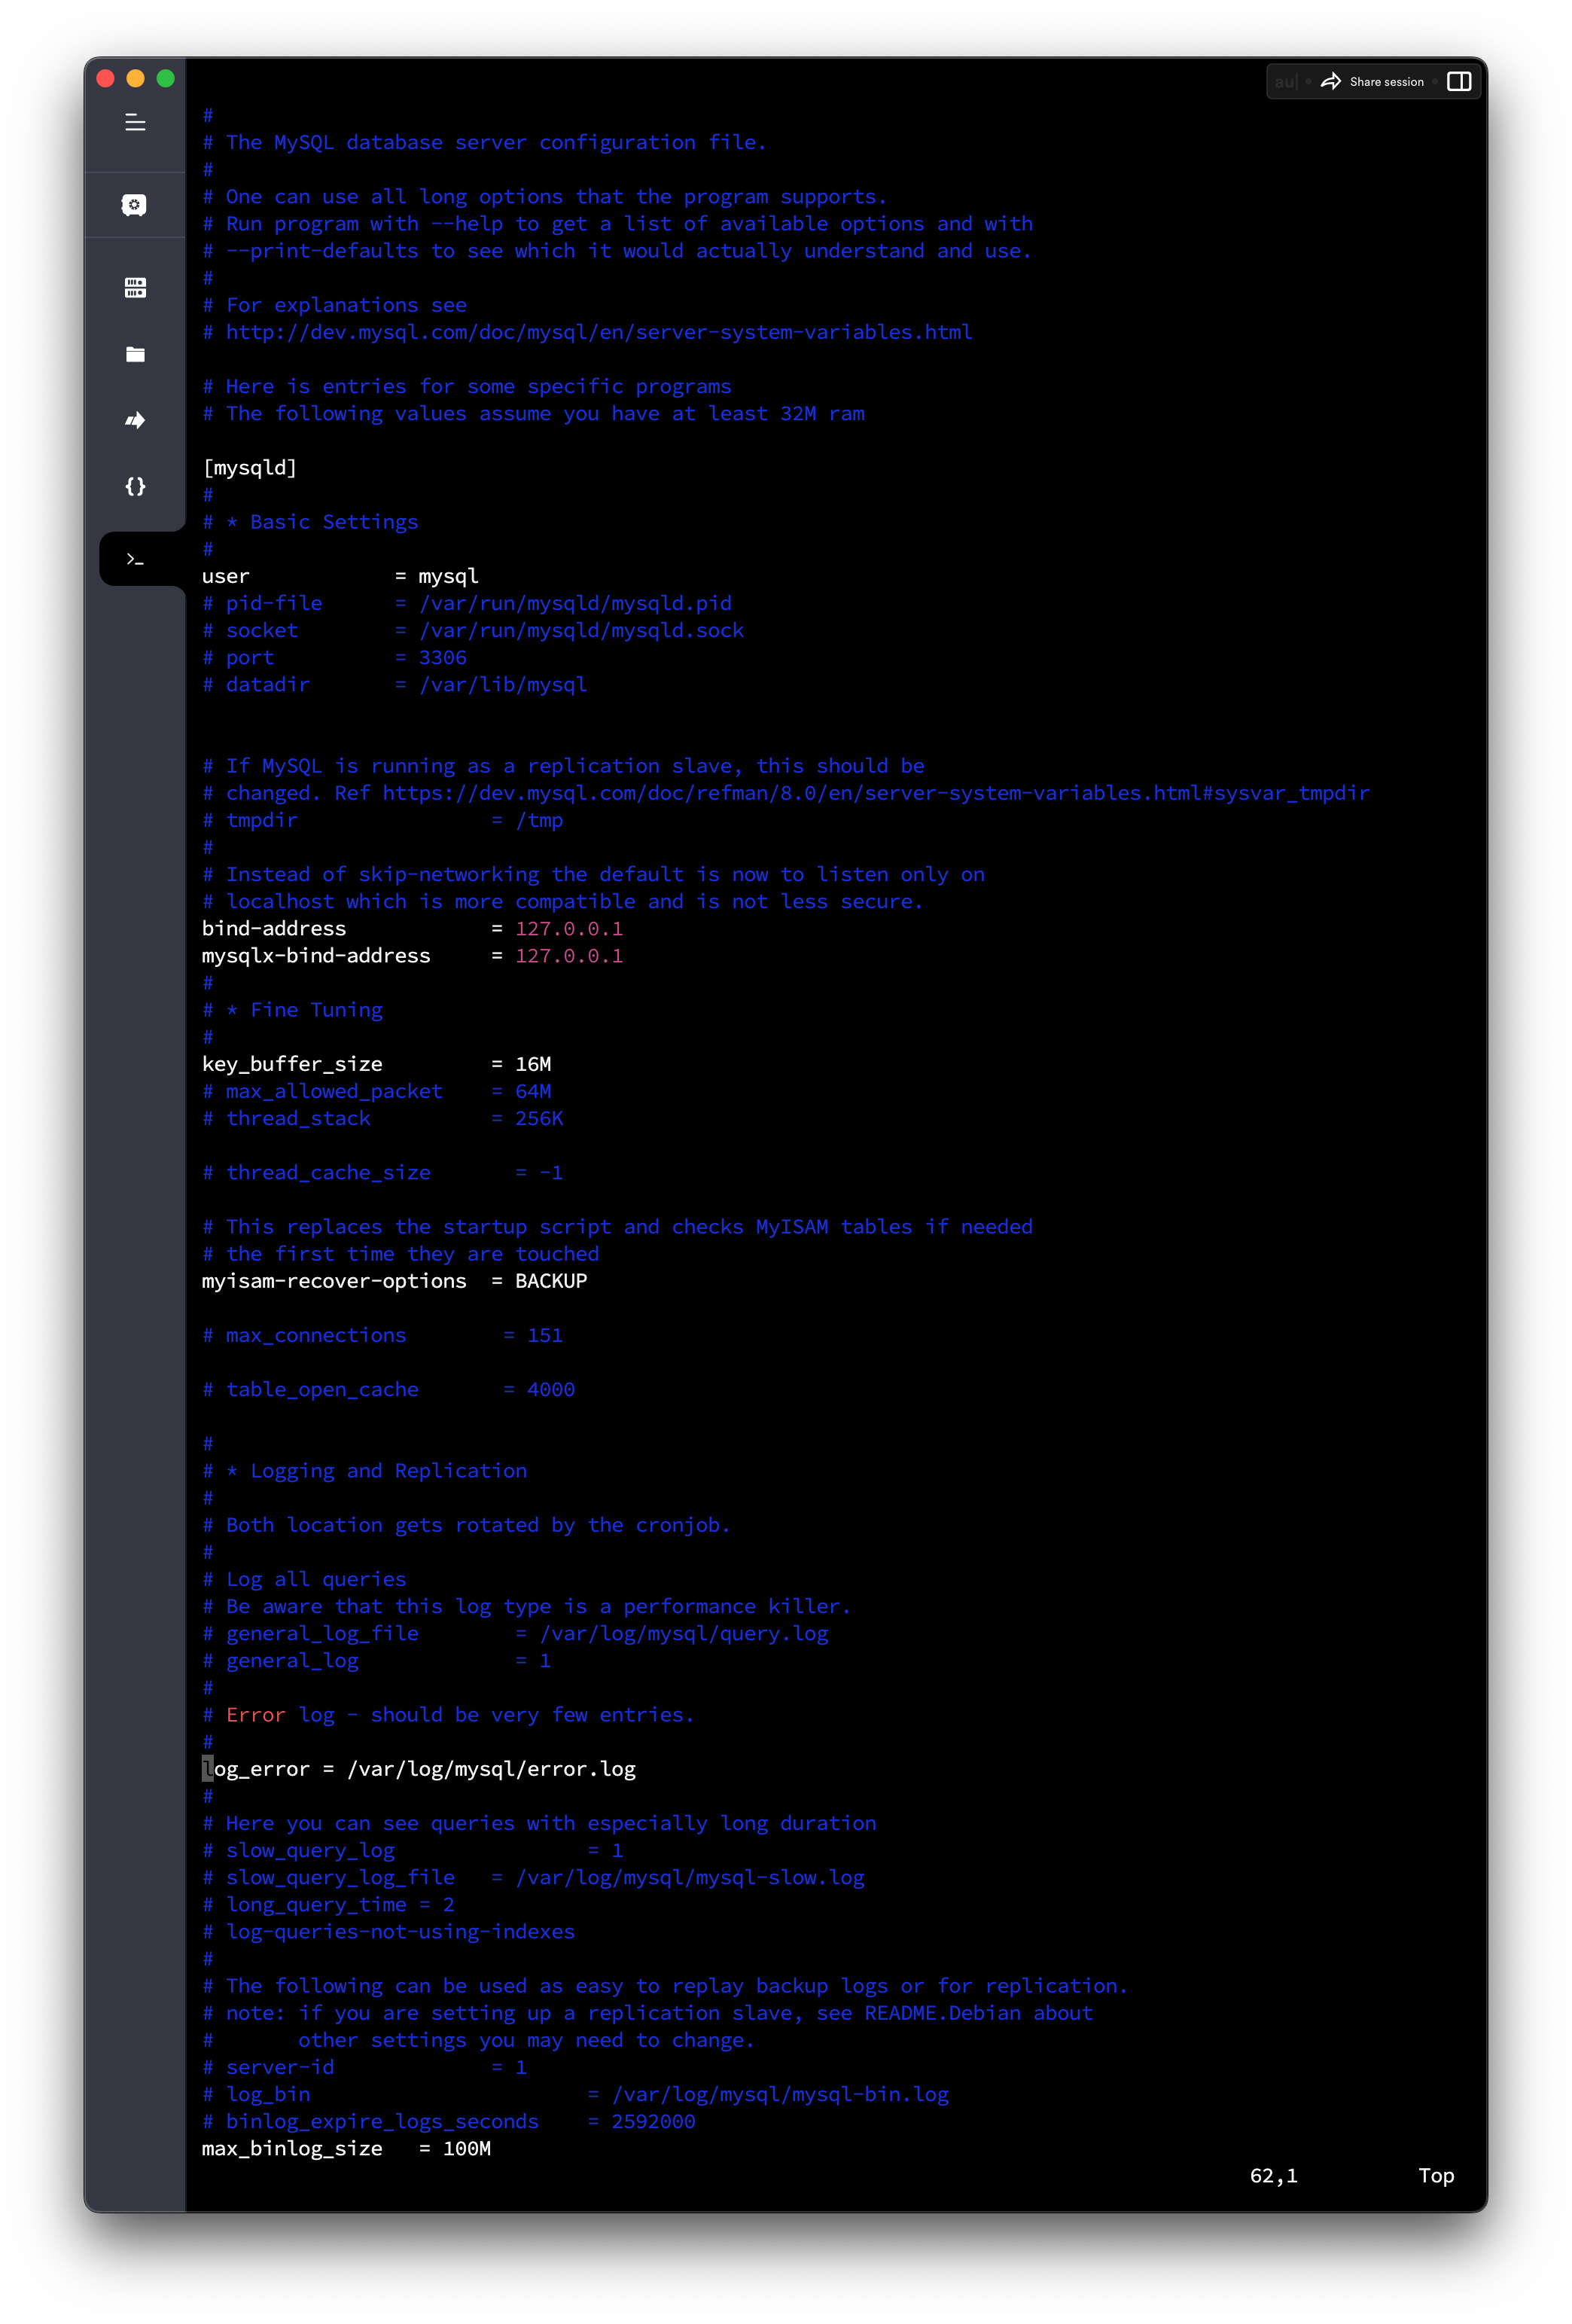 au
Share session
#
# The MySQL database server configuration file.
#
# One can use all long options that the program supports.
# Run program with --help to get a list of available options and with
# --print-defaults to see which it would actually understand and use.
#
# For explanations see
# http://dev.mysql.com/doc/mysql/en/server-system-variables.html
# Here is entries for some specific programs
# The following values assume you have at least 32M ram
[mysqld]
#
# * Basic Settings
#
user            = mysql
# pid-file      = /var/run/mysqld/mysqld.pid
# socket        = /var/run/mysqld/mysqld.sock
# port          = 3306
# datadir       = /var/lib/mysql
# If MySQL is running as a replication slave, this should be
# changed. Ref https://dev.mysql.com/doc/refman/8.0/en/server-system-variables.html#sysvar_tmpdir
# tmpdir                = /tmp
#
# Instead of skip-networking the default is now to listen only on
# localhost which is more compatible and is not less secure.
bind-address            = 127.0.0.1
mysqlx-bind-address     = 127.0.0.1
#
# * Fine Tuning
#
key_buffer_size         = 16M
# max_allowed_packet    = 64M
# thread_stack          = 256K
# thread_cache_size       = -1
# This replaces the startup script and checks MyISAM tables if needed
# the first time they are touched
myisam-recover-options  = BACKUP
# max_connections        = 151
# table_open_cache       = 4000
#
# * Logging and Replication
#
# Both location gets rotated by the cronjob.
#
# Log all queries
# Be aware that this log type is a performance killer.
# general_log_file        = /var/log/mysql/query.log
# general_log             = 1
#
# Error log - should be very few entries.
#
log_error = /var/log/mysql/error.log
#
# Here you can see queries with especially long duration
# slow_query_log                = 1
# slow_query_log_file   = /var/log/mysql/mysql-slow.log
# long_query_time = 2
# log-queries-not-using-indexes
#
# The following can be used as easy to replay backup logs or for replication.
# note: if you are setting up a replication slave, see README.Debian about
#       other settings you may need to change.
# server-id             = 1
# log_bin                       = /var/log/mysql/mysql-bin.log
# binlog_expire_logs_seconds    = 2592000
max_binlog_size   = 100M
62,1          Top